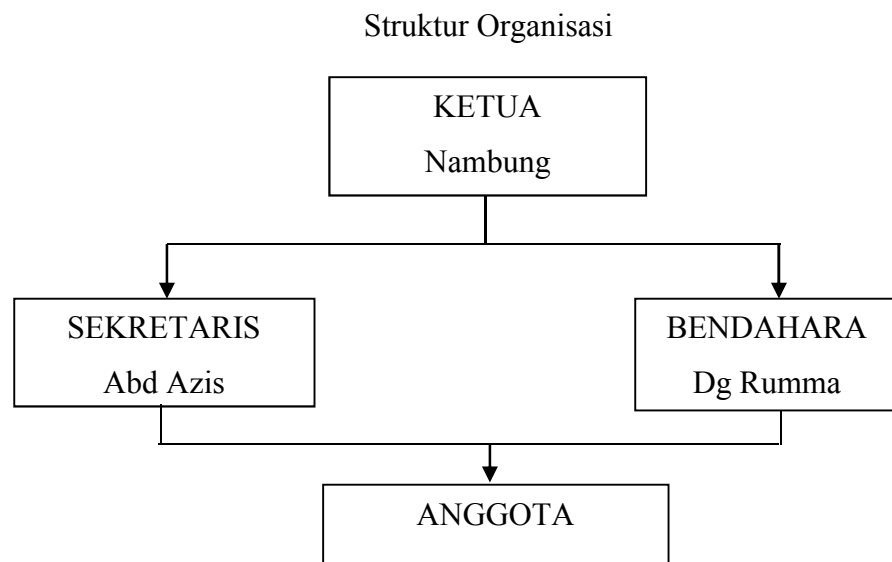 Struktur Organisasi
KETUA
Nambung
SEKRETARIS
Abd Azis
BENDAHARA
Dg Rumma
ANGGOTA